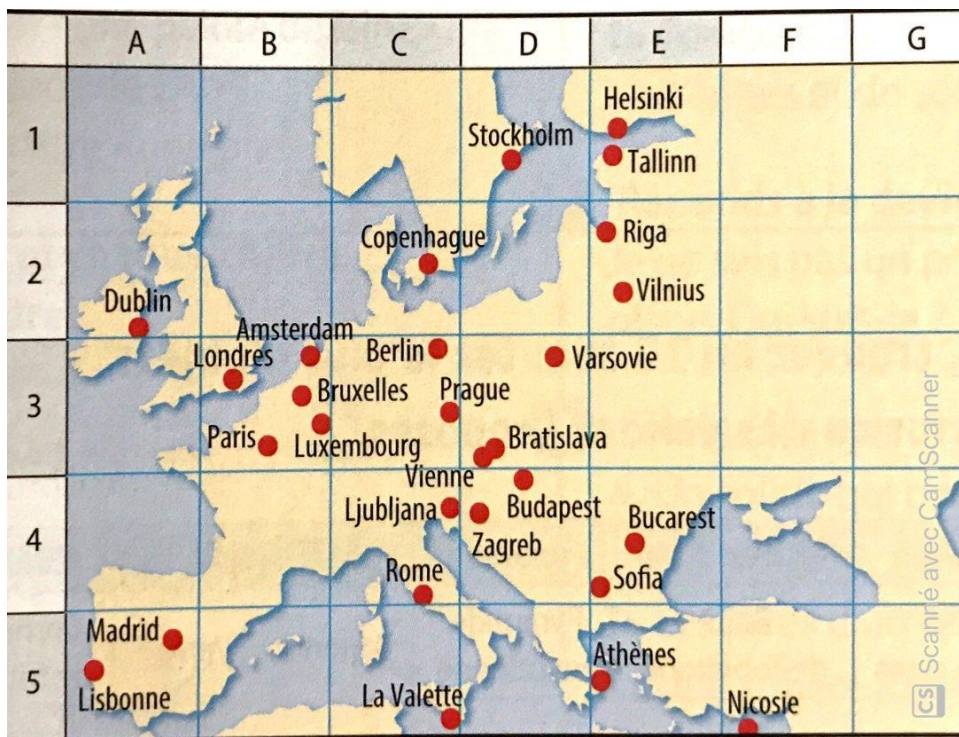 A B C D E F G
1
Helsinki
Stockholm
Tallinn
2
Riga
Copenhague
Vilnius
Dublin
3
Amsterdam
Londres
Berlin
Varsovie
Bruxelles
Prague
Paris
Luxembourg
Bratislava
4
Vienne
Ljubljana
Budapest
Bucarest
Zagreb
Rome
Sofia
5
Madrid
Athènes
Lisbonne
La Valette
Nicosie
CS Scanné avec CamScanner